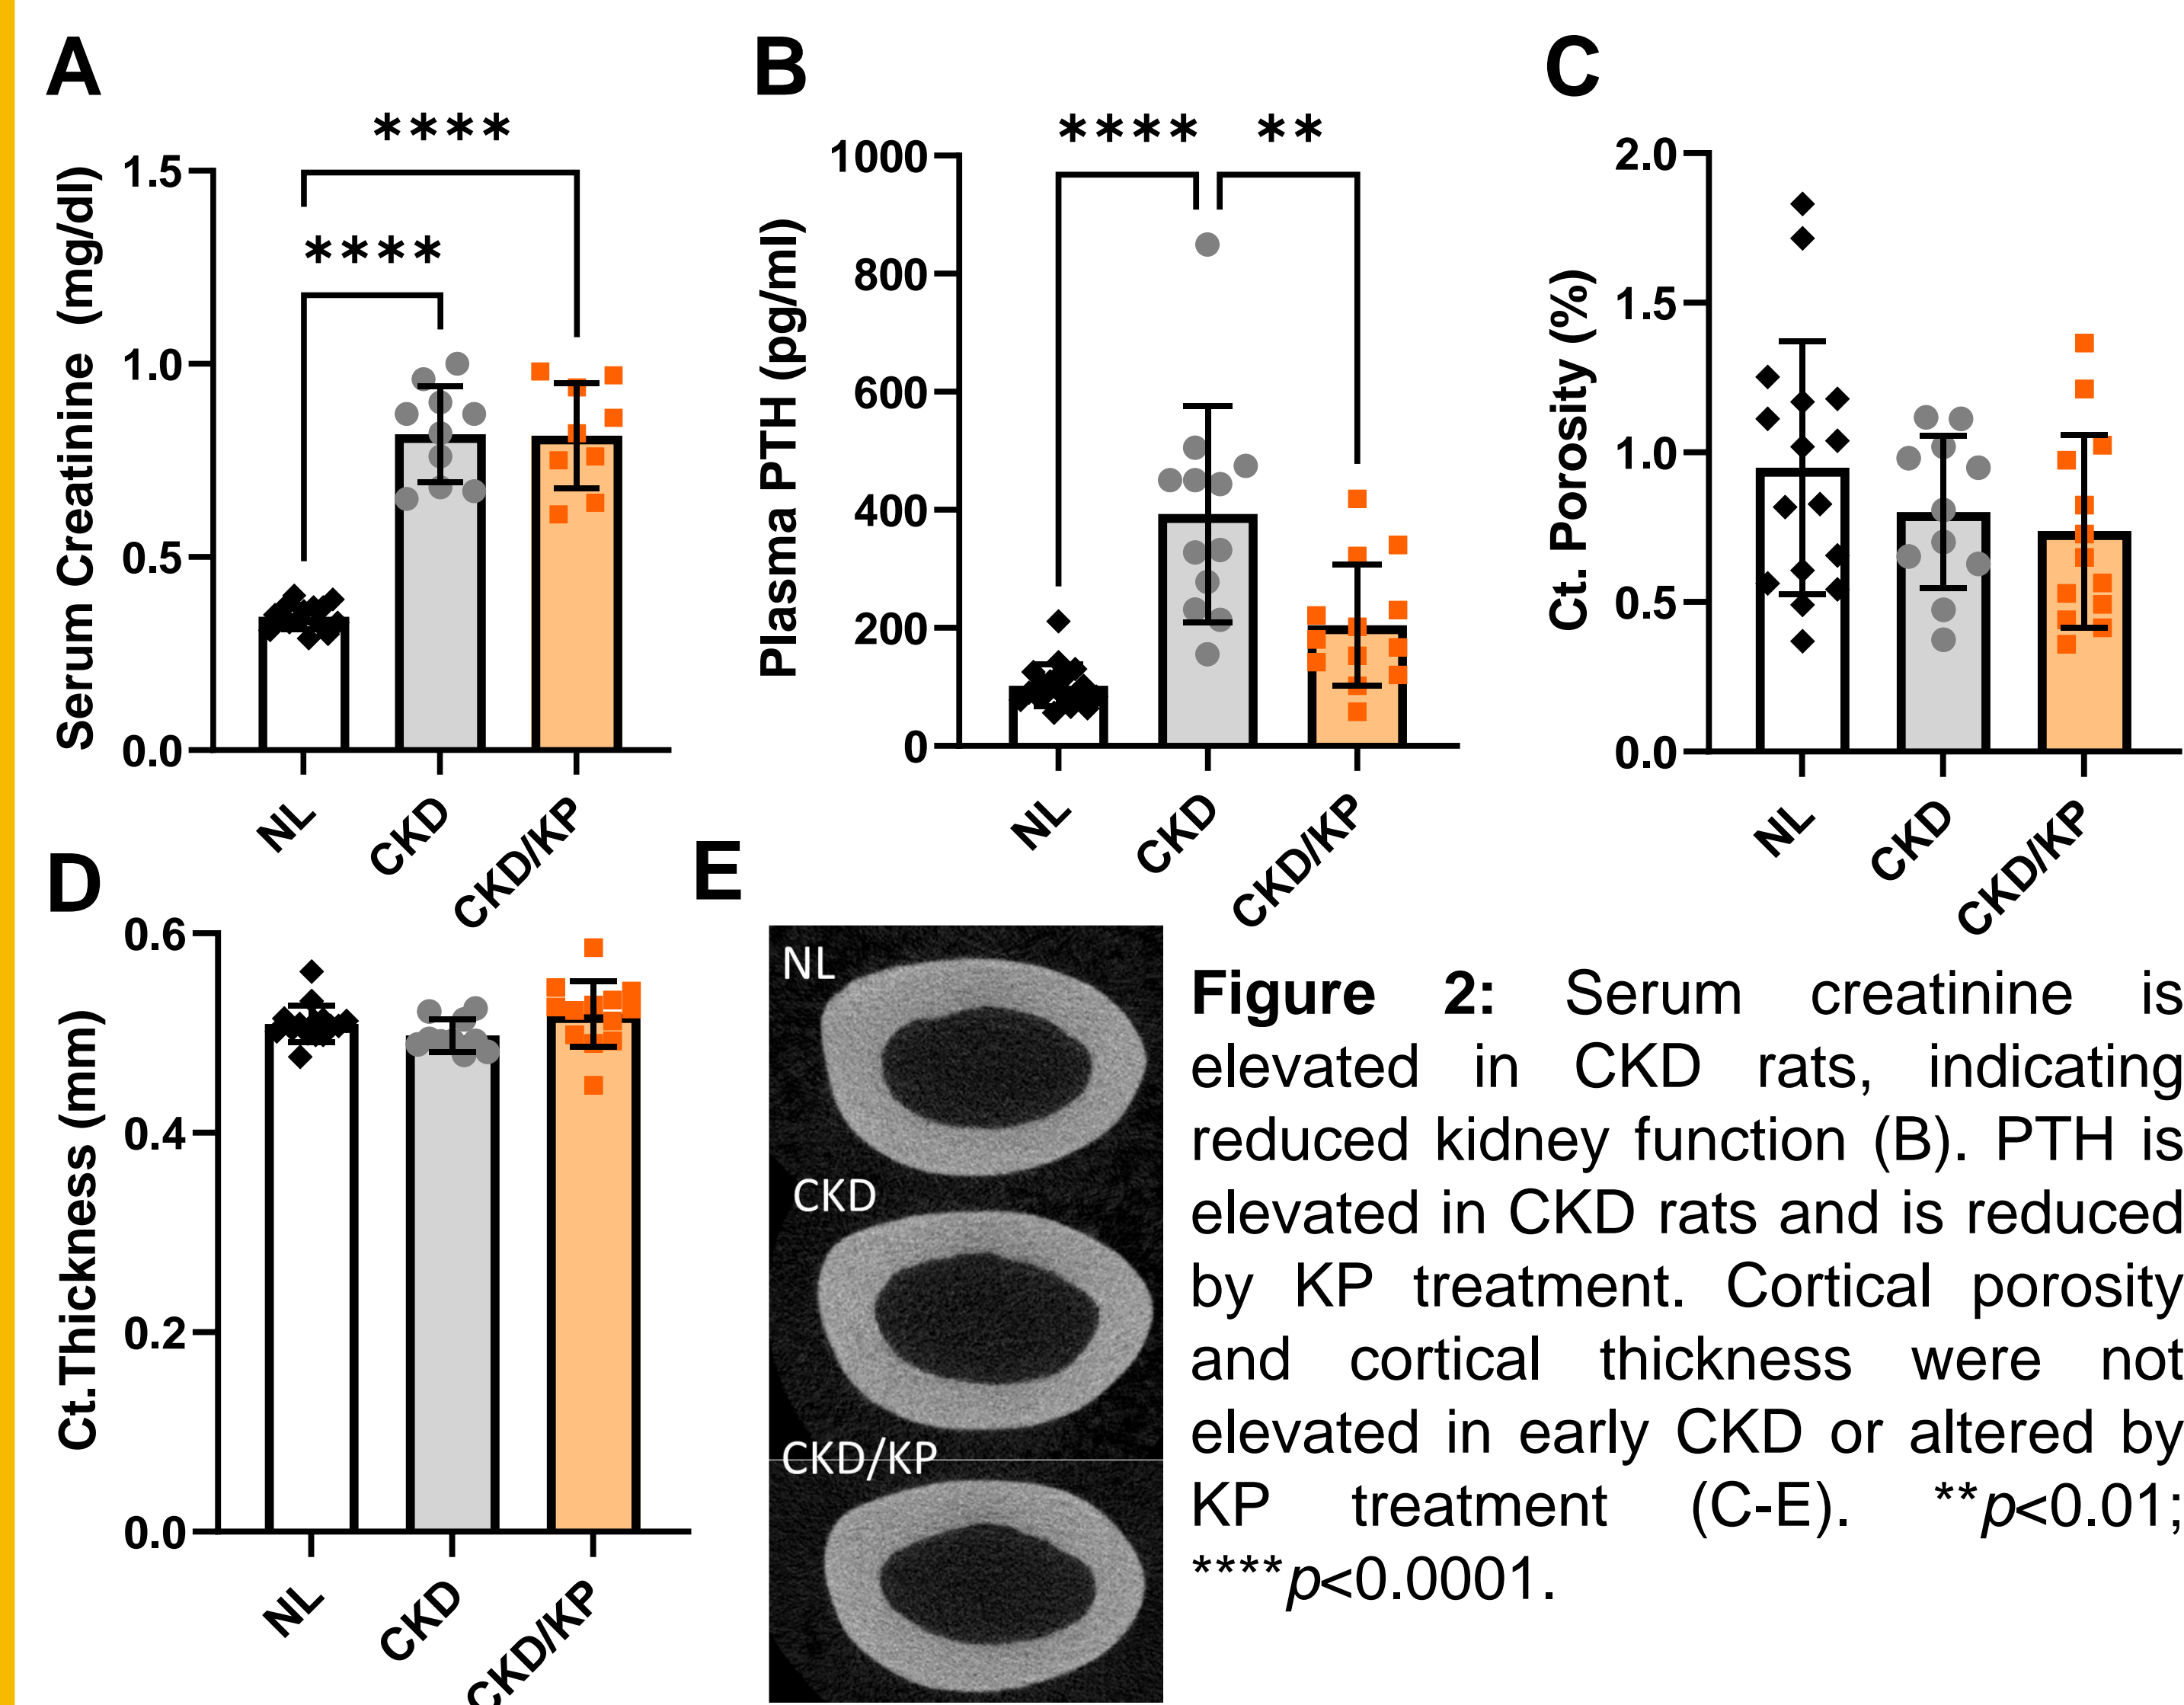 A
Serum Creatinine (mg/dl)
1.5
1.0
0.5
0.0
****
****
NL
CKD
CKD/KP
B
Plasma PTH (pg/ml)
1000
800
600
400
200
0
**** **
NL
CKD
CKD/KP
C
Ct. Porosity (%)
2.0
1.5
1.0
0.5
0.0
NL
CKD
CKD/KP
D
Ct.Thickness (mm)
0.6
0.4
0.2
0.0
NL
CKD
CKD/KP
E
NL
CKD
CKD/KP
Figure 2: Serum creatinine is
elevated in CKD rats, indicating
reduced kidney function (B). PTH is
elevated in CKD rats and is reduced
by KP treatment. Cortical porosity
and cortical thickness were not
elevated in early CKD or altered by
KP treatment (C-E). **p<0.01;
****p<0.0001.